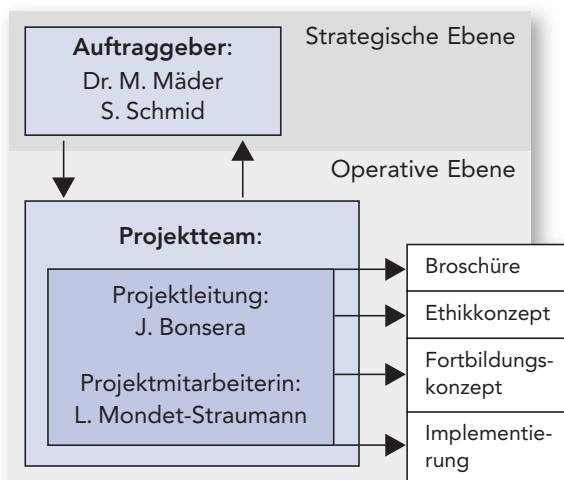 Strategische Ebene
Auftraggeber:
Dr. M. Mäder
S. Schmid
Operative Ebene
Projektteam:
Projektleitung:
J. Bonsera
Projektmitarbeiterin:
L. Mondet-Straumann
Broschüre
Ethikkonzept
Fortbildungs-
konzept
Implementie-
rung